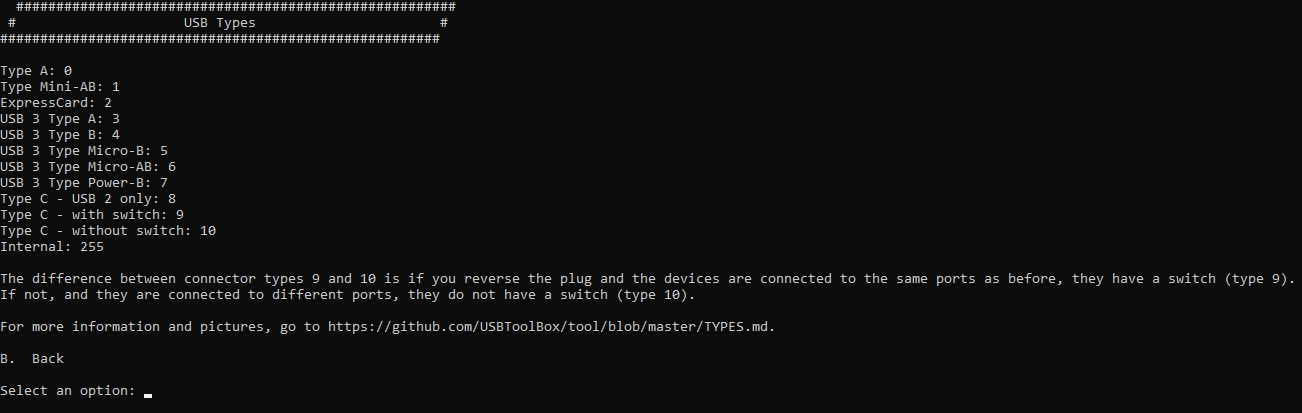 #######################################################
# USB Types #
#######################################################
Type A: 0
Type Mini-AB: 1
ExpressCard: 2
USB 3 Type A: 3
USB 3 Type B: 4
USB 3 Type Micro-B: 5
USB 3 Type Micro-AB: 6
USB 3 Type Power-B: 7
Type C - USB 2 only: 8
Type C - with switch: 9
Type C - without switch: 10
Internal: 255
The difference between connector types 9 and 10 is if you reverse the plug and the devices are connected to the same ports as before, they have a switch (type 9).
If not, and they are connected to different ports, they do not have a switch (type 10).
For more information and pictures, go to https://github.com/USBToolBox/tool/blob/master/TYPES.md.
B.  Back
Select an option: